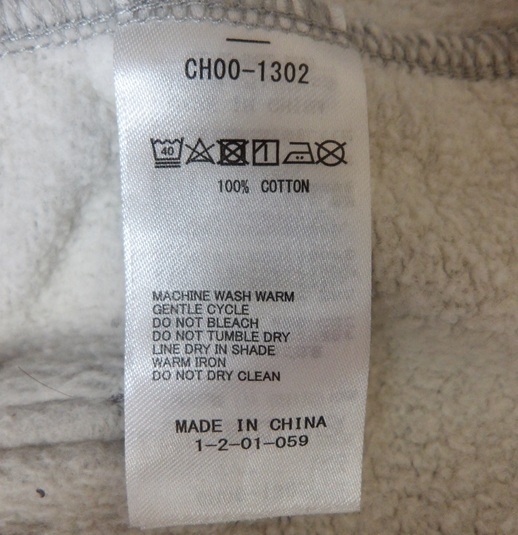 CH00-1302
40
100% COTTON
MACHINE WASH WARM
GENTLE CYCLE
DO NOT BLEACH
DO NOT TUMBLE DRY
LINE DRY IN SHADE
WARM IRON
DO NOT DRY CLEAN
MADE IN CHINA
1-2-01-059